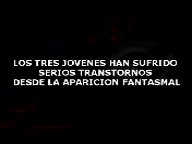 LOS TRES JOVENES HAN SUFRIDO
SERIOS TRANSTORNOS
DESDE LA APARICION FANTASMAL